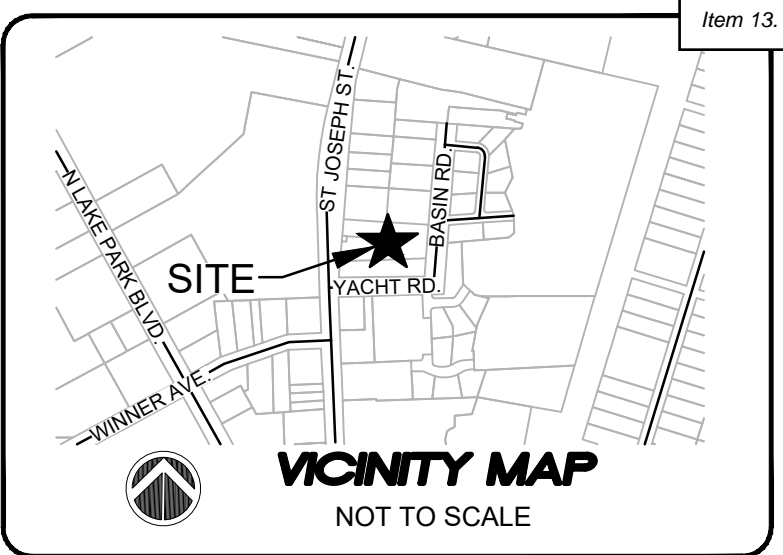 Item 13.
ST JOSEPH ST.
N LAKE PARK BLVD.
BASIN RD.
SITE
YACHT RD.
WINNER AVE.
VICINITY MAP
NOT TO SCALE